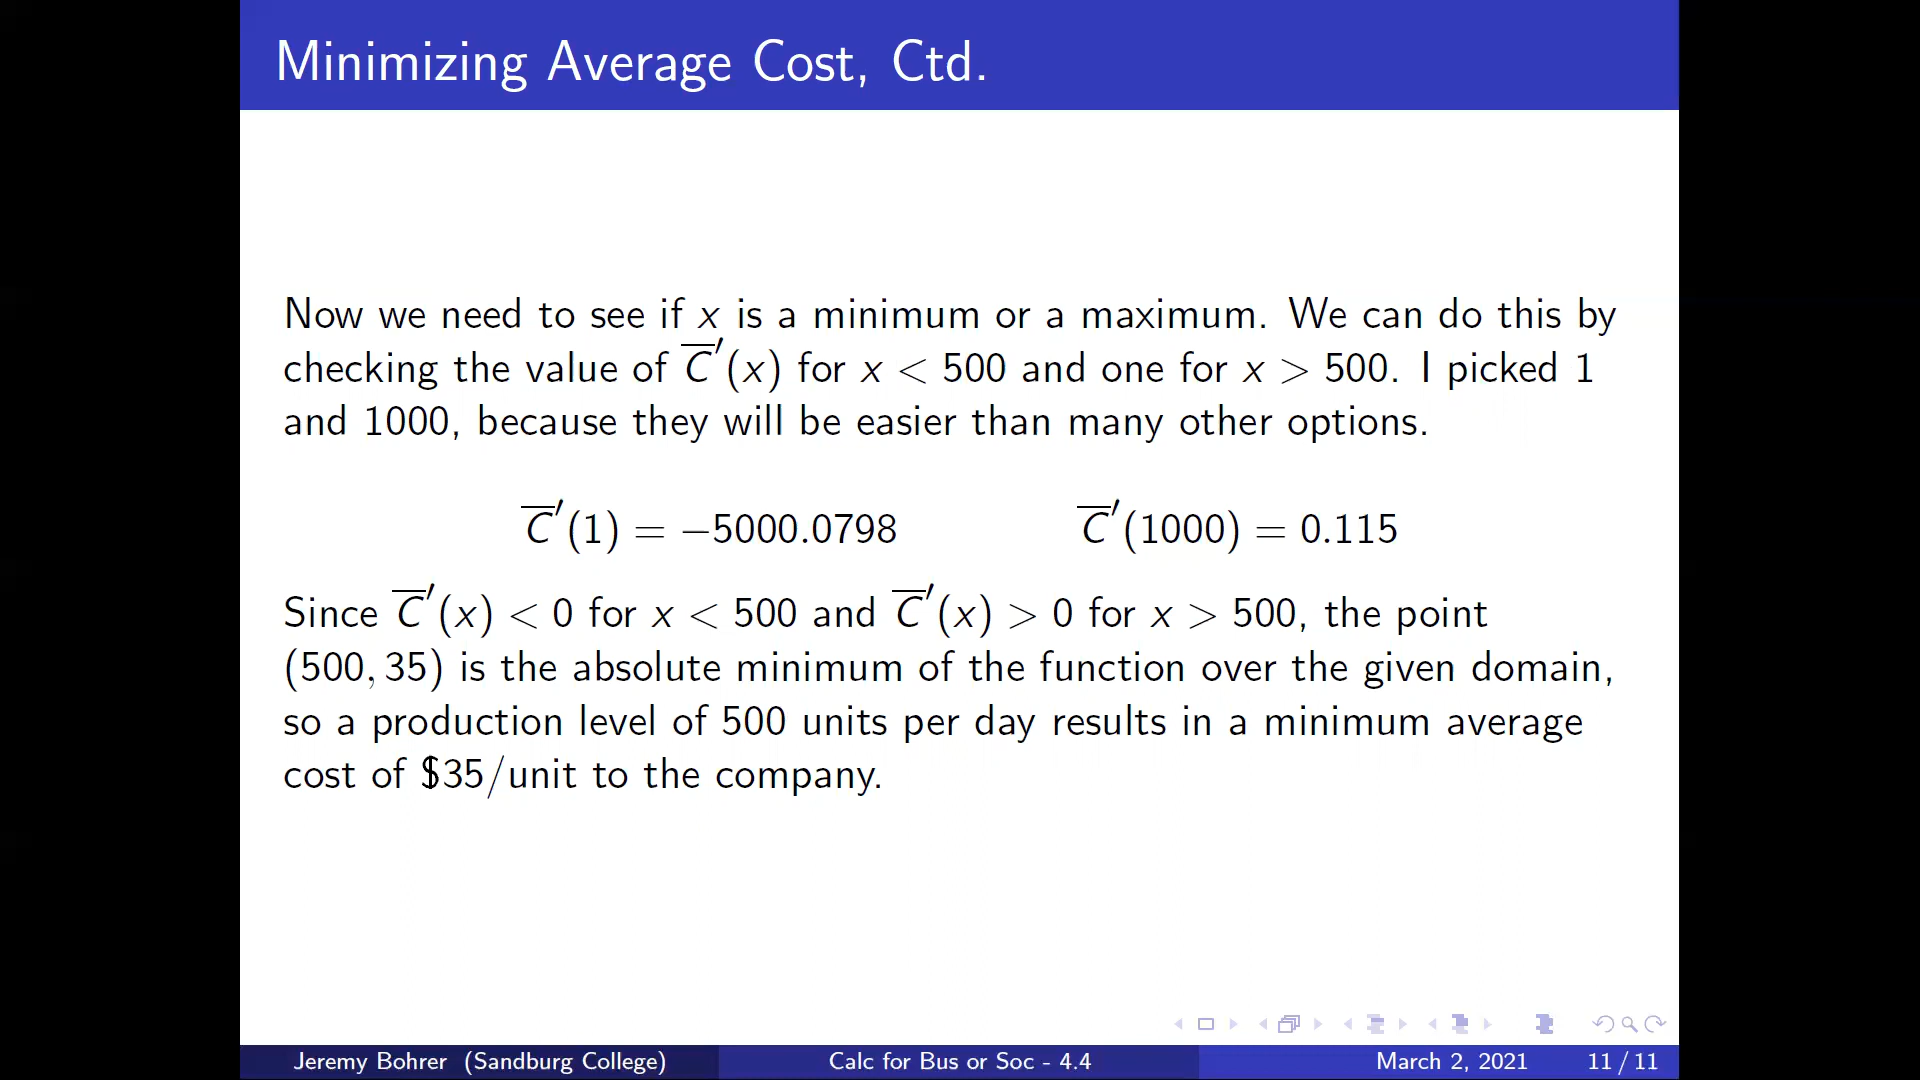 Minimizing Average Cost, Ctd.
Now we need to see if x is a minimum or a maximum. We can do this by
checking the value of C̅′(x) for x < 500 and one for x > 500. I picked 1
and 1000, because they will be easier than many other options.
C̅′(1) = −5000.0798 C̅′(1000) = 0.115
Since C̅′(x) < 0 for x < 500 and C̅′(x) > 0 for x > 500, the point
(500, 35) is the absolute minimum of the function over the given domain,
so a production level of 500 units per day results in a minimum average
cost of $35/unit to the company.
Jeremy Bohrer (Sandburg College) Calc for Bus or Soc - 4.4 March 2, 2021 11 / 11